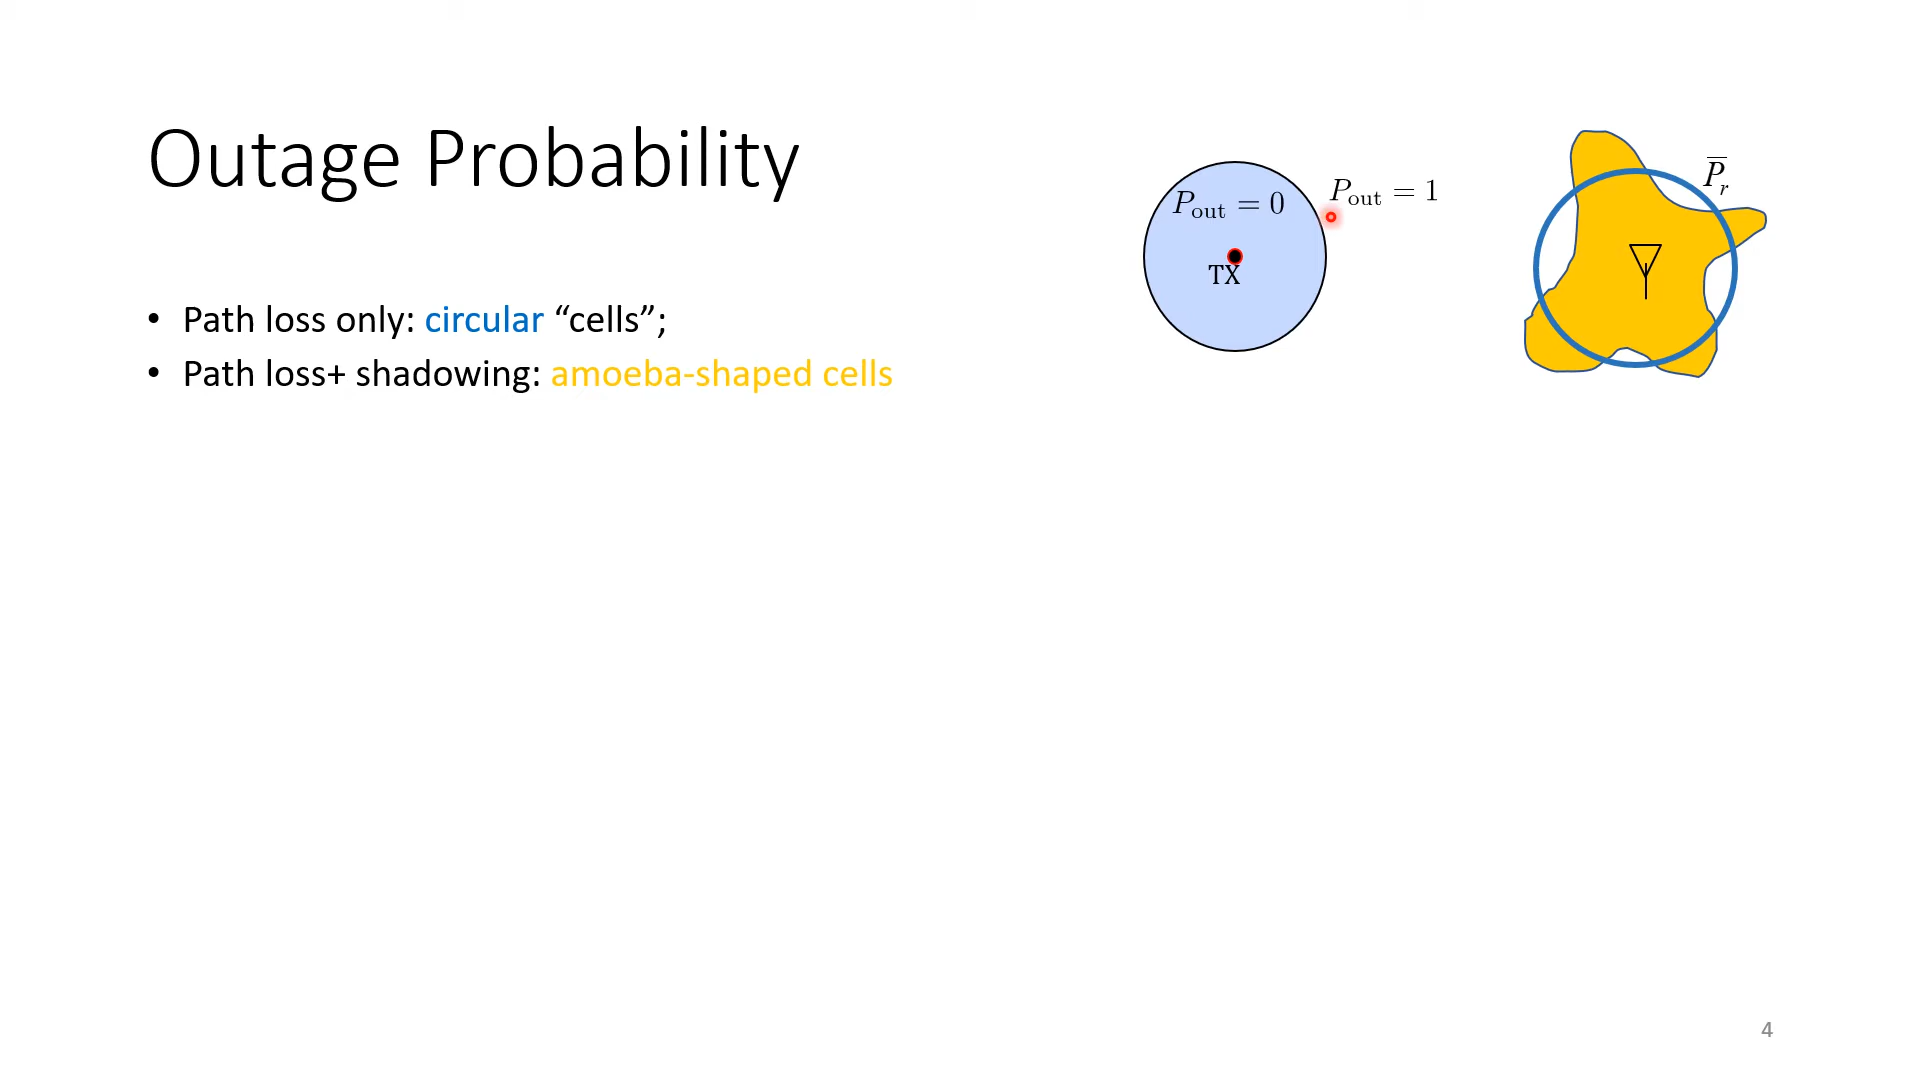 Outage Probability
P_out = 0
P_out = 1
TX
P̅_r
• Path loss only: circular “cells”;
• Path loss+ shadowing: amoeba-shaped cells
4